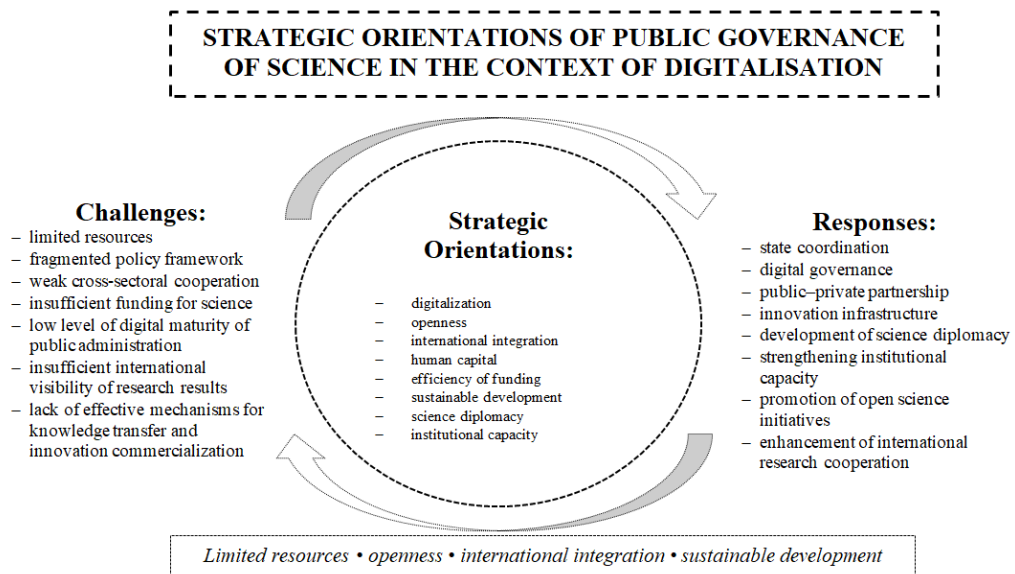 STRATEGIC ORIENTATIONS OF PUBLIC GOVERNANCE
OF SCIENCE IN THE CONTEXT OF DIGITALISATION
Challenges:
– limited resources
– fragmented policy framework
– weak cross-sectoral cooperation
– insufficient funding for science
– low level of digital maturity of
public administration
– insufficient international
visibility of research results
– lack of effective mechanisms for
knowledge transfer and
innovation commercialization
Strategic
Orientations:
– digitalization
– openness
– international integration
– human capital
– efficiency of funding
– sustainable development
– science diplomacy
– institutional capacity
Responses:
– state coordination
– digital governance
– public–private partnership
– innovation infrastructure
– development of science diplomacy
– strengthening institutional
capacity
– promotion of open science
initiatives
– enhancement of international
research cooperation
Limited resources • openness • international integration • sustainable development